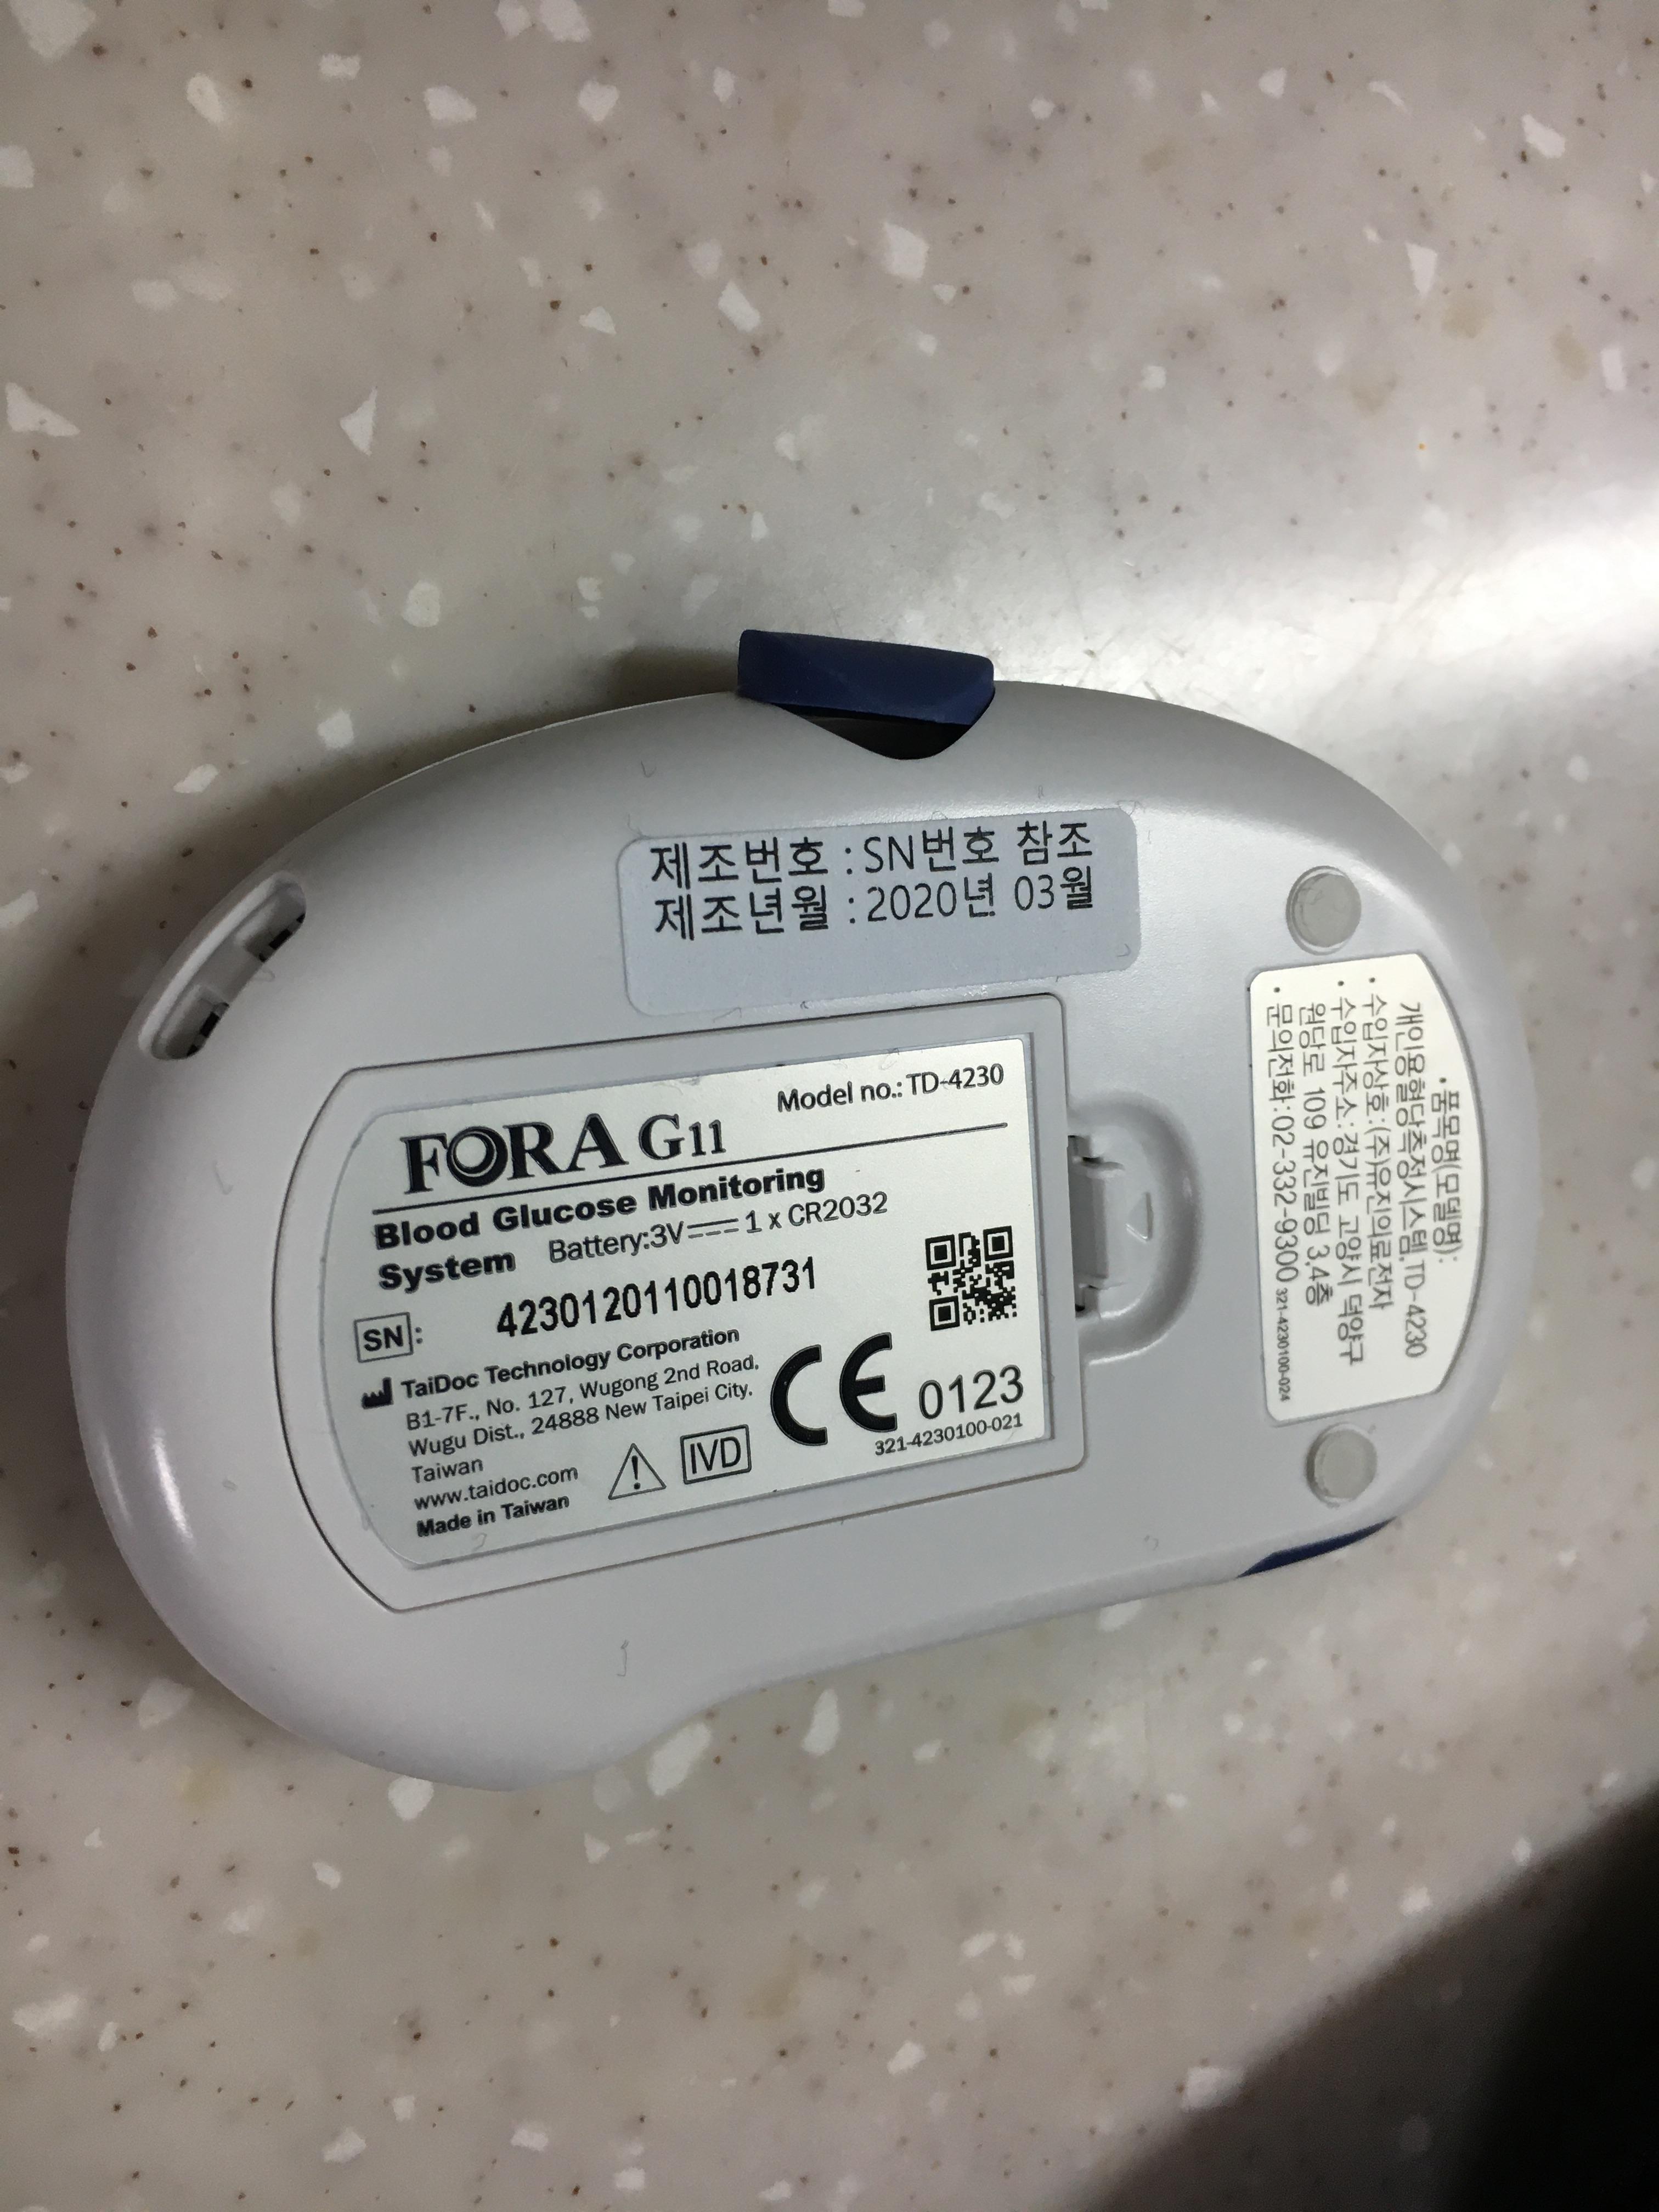 제조번호 : SN번호 참조
제조년월 : 2020년 03월
FORA G11 Model no.: TD-4230
Blood Glucose Monitoring
System Battery:3V 1 x CR2032
SN : 4230120110018731
TaiDoc Technology Corporation
B1-7F., No. 127, Wugong 2nd Road,
Wugu Dist., 24888 New Taipei City,
Taiwan
www.taidoc.com
Made in Taiwan
IVD
CE 0123
321-4230100-021
• 품목명(모델명):
개인용혈당측정시스템, TD-4230
• 수입자상호:(주)유진의료전자
• 수입자주소:경기도 고양시 덕양구
원당로 109 유진빌딩 3,4층
• 문의전화:02-332-9300 321-4230100-024